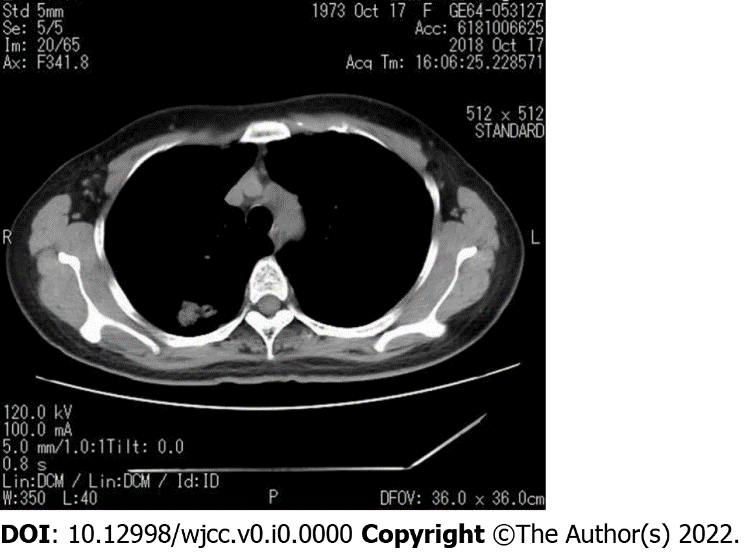 Std 5mm 1973 Oct 17 F GE64-053127
Se: 5/5 Acc: 6181006625
Im: 20/65 2018 Oct 17
Ax: F341.8 Acq Tm: 16:06:25.228571
512 x 512
STANDARD
R L
120.0 kV
100.0 mA
5.0 mm/1.0:1Tilt: 0.0
0.8 s
Lin:DCM / Lin:DCM / Id:ID
W:350 L:40 P DFOV: 36.0 x 36.0cm
DOI: 10.12998/wjcc.v0.i0.0000 Copyright ©The Author(s) 2022.